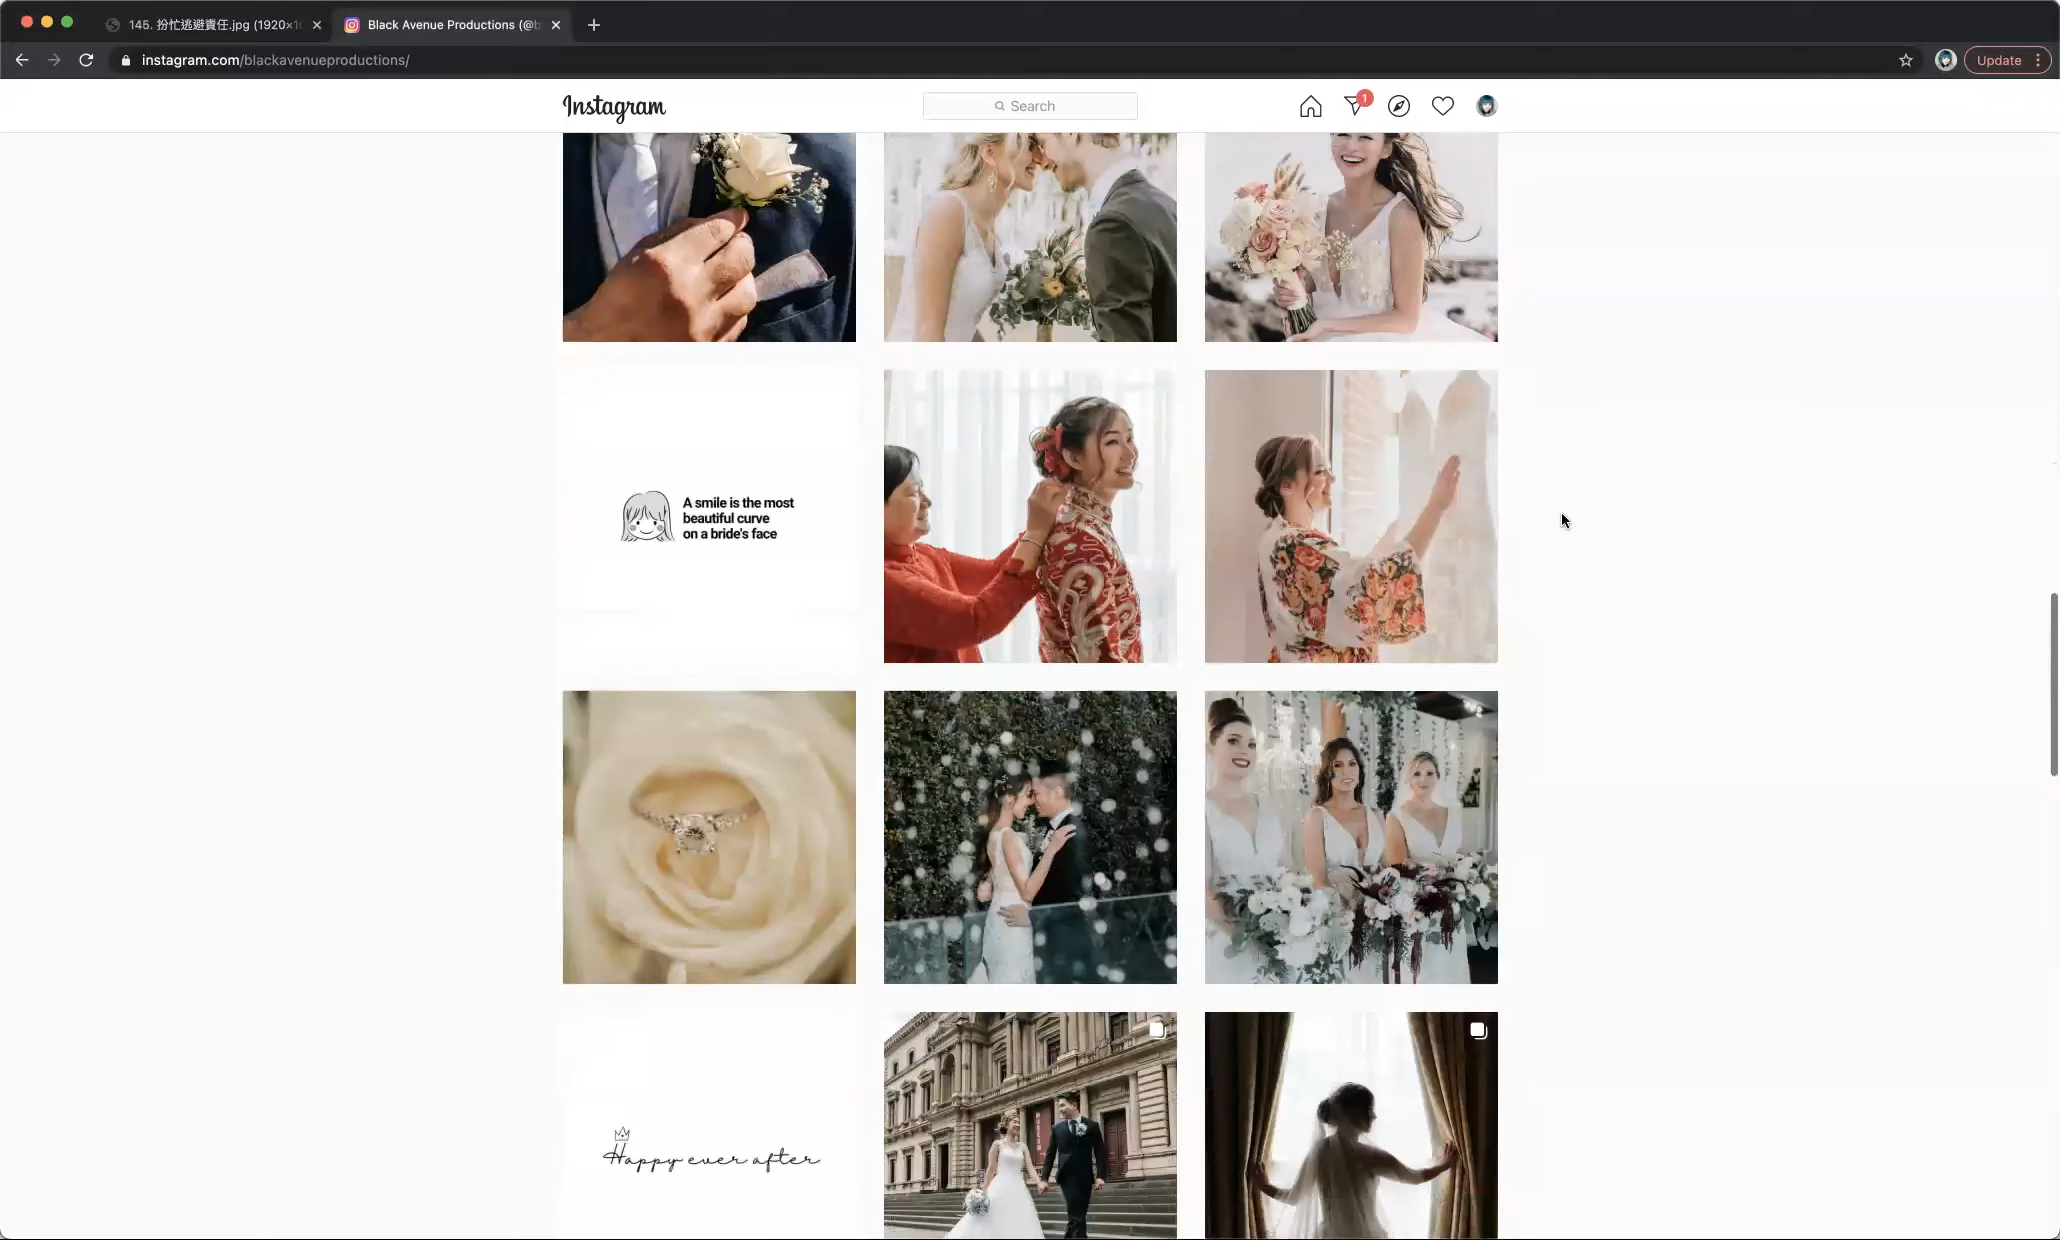 145. 扮忙逃避責任.jpg (1920×1
Black Avenue Productions (@b
instagram.com/blackavenueproductions/
Update
Instagram
Search
1
A smile is the most
beautiful curve
on a bride's face
Happy ever after